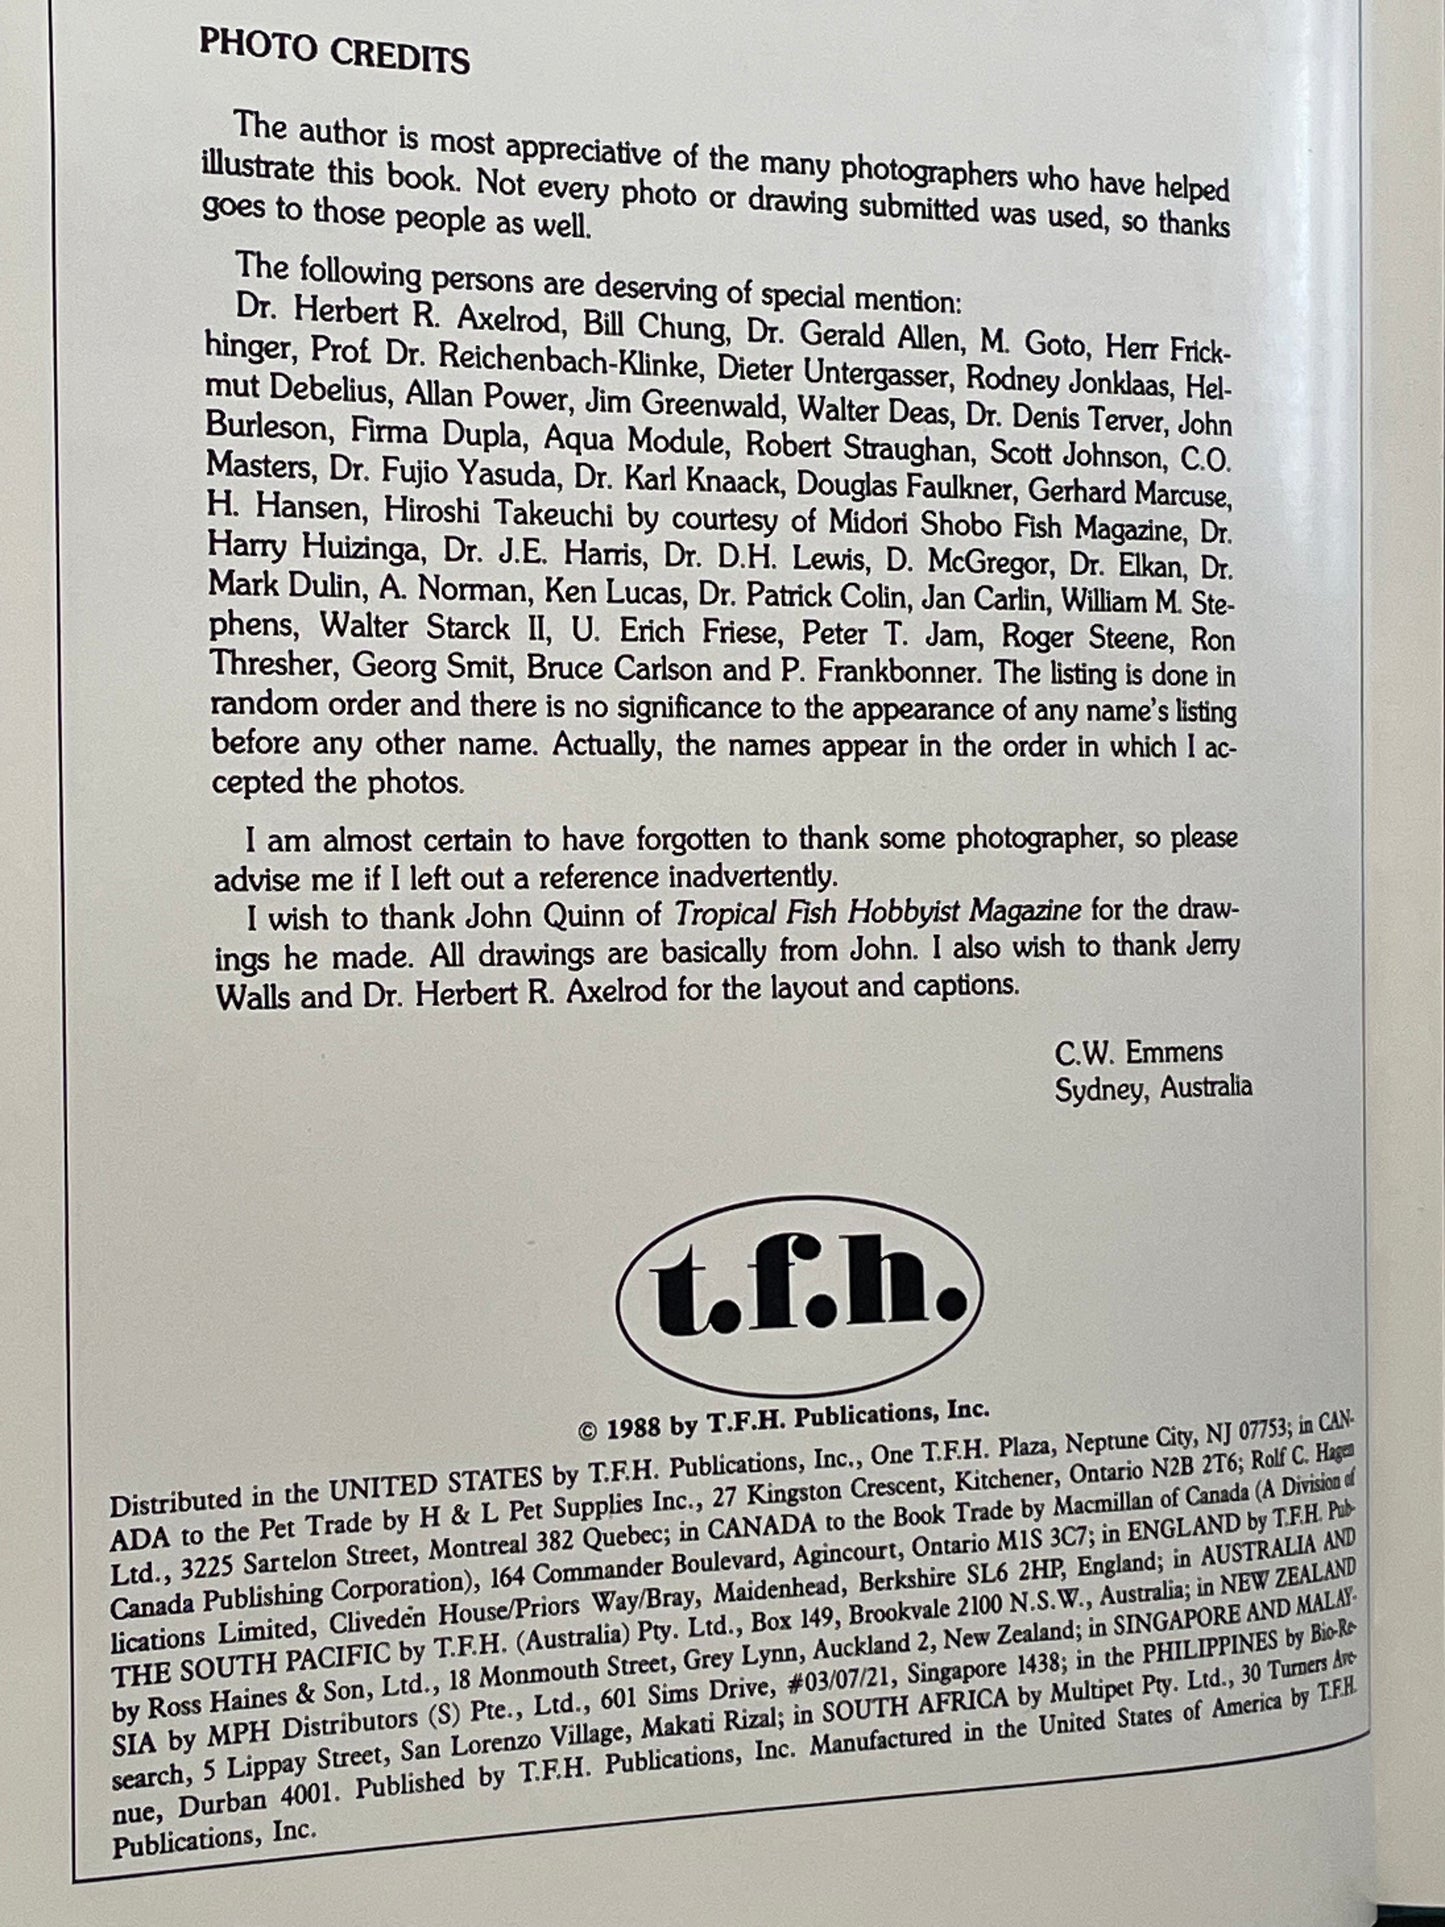 PHOTO CREDITS
The author is most appreciative of the many photographers who have helped
illustrate this book. Not every photo or drawing submitted was used, so thanks
goes to those people as well.
The following persons are deserving of special mention:
Dr. Herbert R. Axelrod, Bill Chung, Dr. Gerald Allen, M. Goto, Herr Frick-
hinger, Prof. Dr. Reichenbach-Klinke, Dieter Untergasser, Rodney Jonklaas, Hel-
mut Debelius, Allan Power, Jim Greenwald, Walter Deas, Dr. Denis Terver, John
Burleson, Firma Dupla, Aqua Module, Robert Straughan, Scott Johnson, C.O.
Masters, Dr. Fujio Yasuda, Dr. Karl Knaack, Douglas Faulkner, Gerhard Marcuse,
H. Hansen, Hiroshi Takeuchi by courtesy of Midori Shobo Fish Magazine, Dr.
Harry Huizinga, Dr. J.E. Harris, Dr. D.H. Lewis, D. McGregor, Dr. Elkan, Dr.
Mark Dulin, A. Norman, Ken Lucas, Dr. Patrick Colin, Jan Carlin, William M. Ste-
phens, Walter Starck II, U. Erich Friese, Peter T. Jam, Roger Steene, Ron
Thresher, Georg Smit, Bruce Carlson and P. Frankbonner. The listing is done in
random order and there is no significance to the appearance of any name's listing
before any other name. Actually, the names appear in the order in which I ac-
cepted the photos.
I am almost certain to have forgotten to thank some photographer, so please
advise me if I left out a reference inadvertently.
I wish to thank John Quinn of Tropical Fish Hobbyist Magazine for the draw-
ings he made. All drawings are basically from John. I also wish to thank Jerry
Walls and Dr. Herbert R. Axelrod for the layout and captions.
C.W. Emmens
Sydney, Australia
t.f.h.
© 1988 by T.F.H. Publications, Inc.
Distributed in the UNITED STATES by T.F.H. Publications, Inc., One T.F.H. Plaza, Neptune City, NJ 07753; in CAN-
ADA to the Pet Trade by H & L Pet Supplies Inc., 27 Kingston Crescent, Kitchener, Ontario N2B 2T6; Rolf C. Hagen
Ltd., 3225 Sartelon Street, Montreal 382 Quebec; in CANADA to the Book Trade by Macmillan of Canada (A Division of
Canada Publishing Corporation), 164 Commander Boulevard, Agincourt, Ontario M1S 3C7; in ENGLAND by T.F.H. Pub-
lications Limited, Cliveden House/Priors Way/Bray, Maidenhead, Berkshire SL6 2HP, England; in AUSTRALIA AND
THE SOUTH PACIFIC by T.F.H. (Australia) Pty. Ltd., Box 149, Brookvale 2100 N.S.W., Australia; in NEW ZEALAND
by Ross Haines & Son, Ltd., 18 Monmouth Street, Grey Lynn, Auckland 2, New Zealand; in SINGAPORE AND MALAY-
SIA by MPH Distributors (S) Pte., Ltd., 601 Sims Drive, #03/07/21, Singapore 1438; in the PHILIPPINES by Bio-Re-
search, 5 Lippay Street, San Lorenzo Village, Makati Rizal; in SOUTH AFRICA by Multipet Pty. Ltd., 30 Turners Ave-
nue, Durban 4001. Published by T.F.H. Publications, Inc. Manufactured in the United States of America by T.F.H.
Publications, Inc.